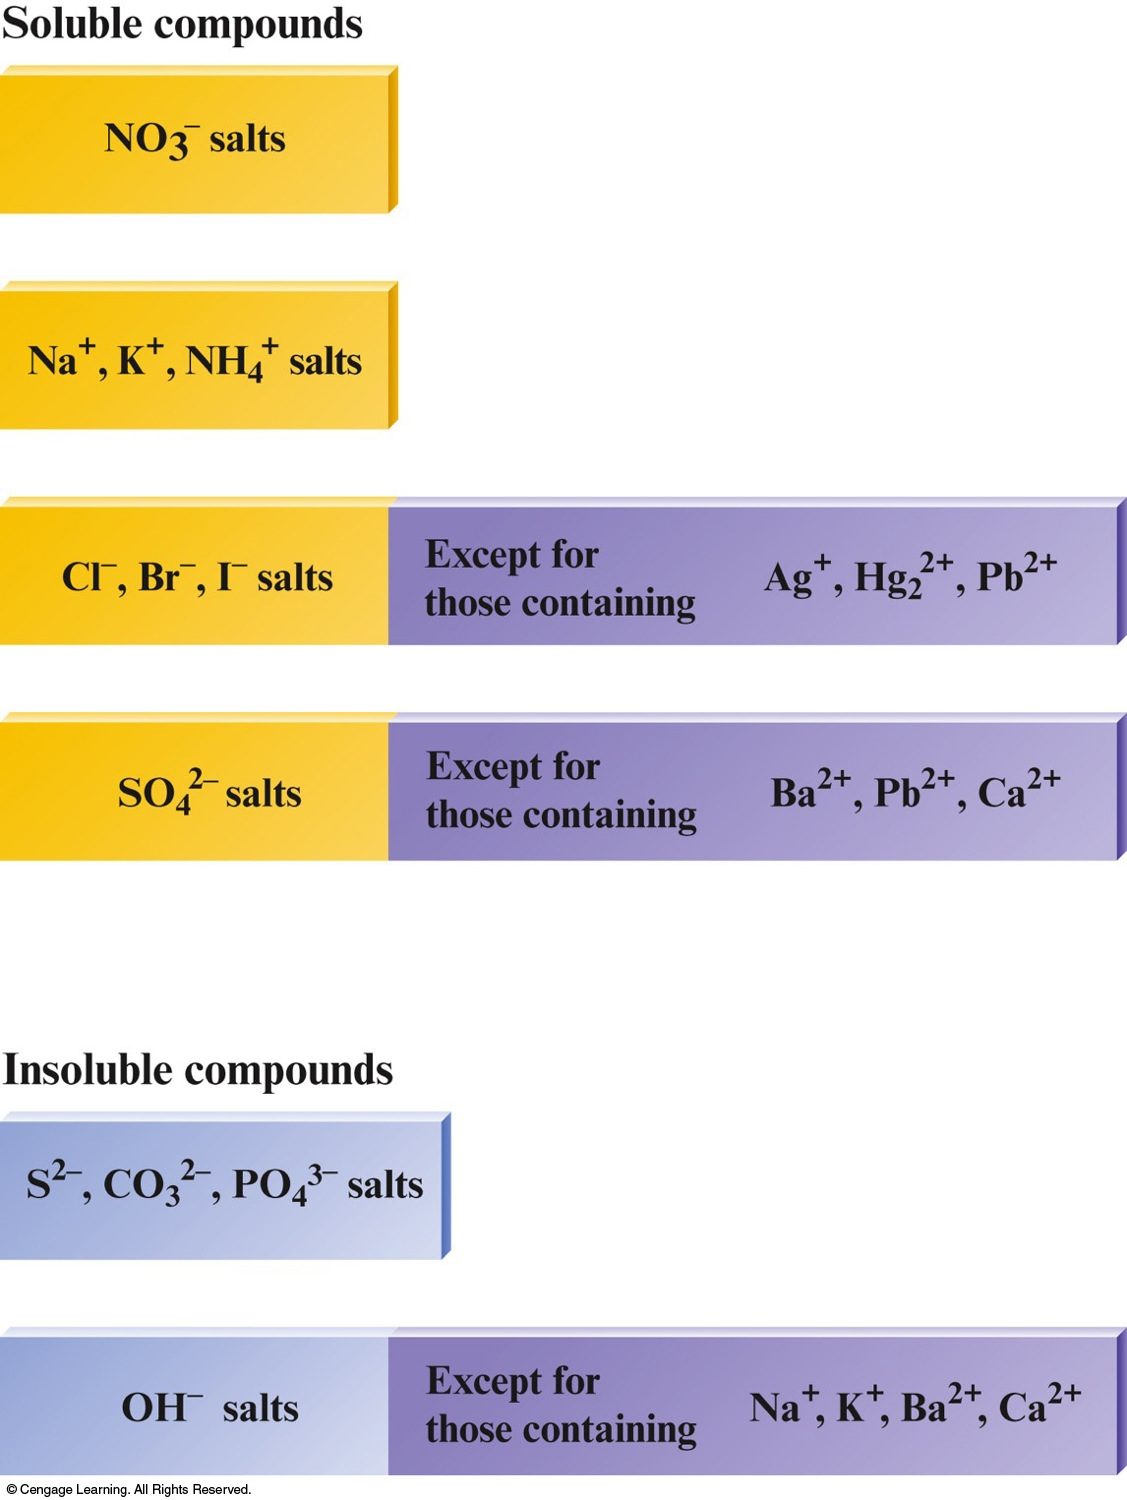 Soluble compounds
NO₃⁻ salts
Na⁺, K⁺, NH₄⁺ salts
Cl⁻, Br⁻, I⁻ salts
Except for
those containing
Ag⁺, Hg₂²⁺, Pb²⁺
SO₄²⁻ salts
Except for
those containing
Ba²⁺, Pb²⁺, Ca²⁺
Insoluble compounds
S²⁻, CO₃²⁻, PO₄³⁻ salts
OH⁻ salts
Except for
those containing
Na⁺, K⁺, Ba²⁺, Ca²⁺
© Cengage Learning. All Rights Reserved.